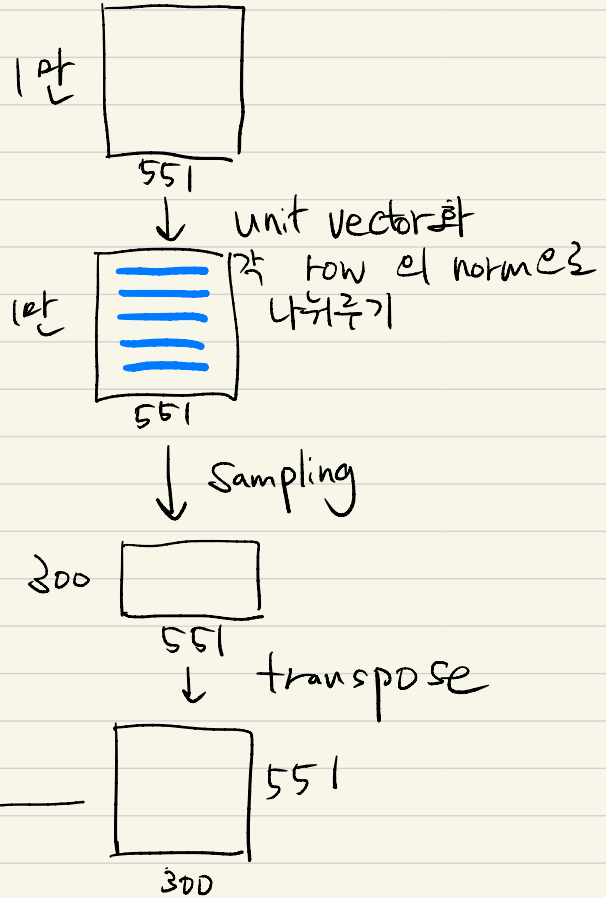 1만
551
unit vector화
각 row 의 norm으로
나눠주기
1만
551
Sampling
300
551
transpose
551
300